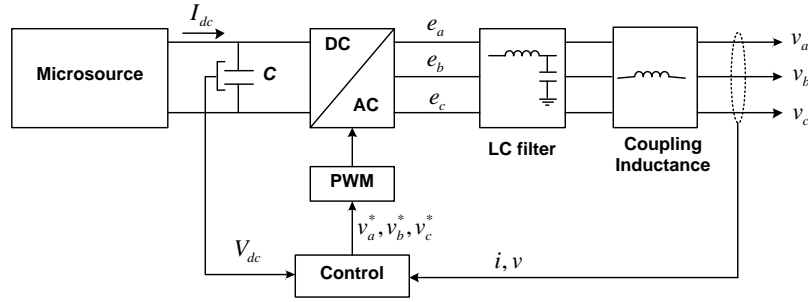 I_dc
Microsource
C
DC
AC
e_a
e_b
e_c
LC filter
Coupling
Inductance
v_a
v_b
v_c
PWM
v_a^*, v_b^*, v_c^*
V_dc
Control
i, v